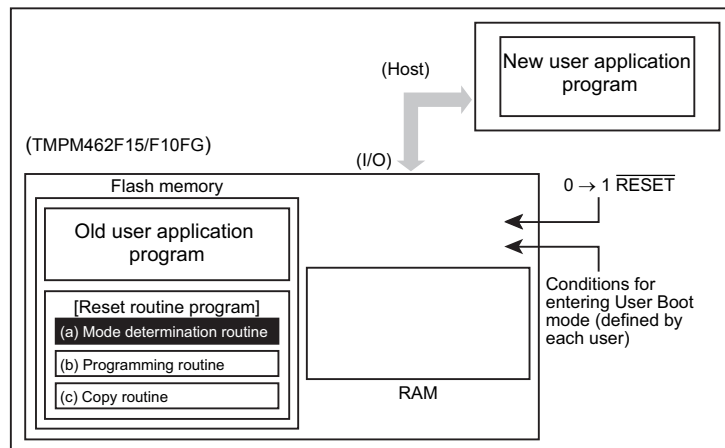 New user application
program
(Host)
(TMPM462F15/F10FG)
(I/O)
Flash memory
0 → 1 RESET
Old user application
program
Conditions for
entering User Boot
mode (defined by
each user)
[Reset routine program]
(a) Mode determination routine
(b) Programming routine
(c) Copy routine
RAM